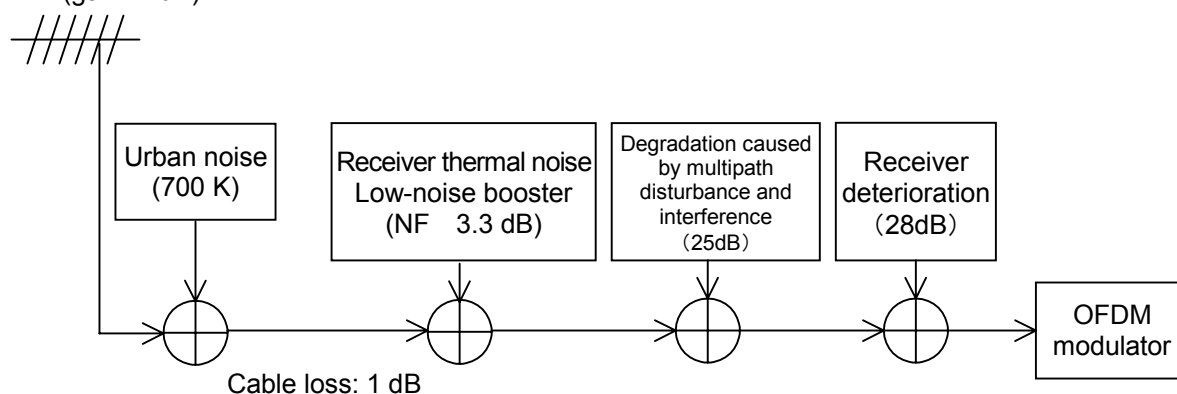 Urban noise
(700 K)
Receiver thermal noise
Low-noise booster
(NF 3.3 dB)
Degradation caused
by multipath
disturbance and
interference
（25dB）
Receiver
deterioration
（28dB）
OFDM
modulator
Cable loss: 1 dB